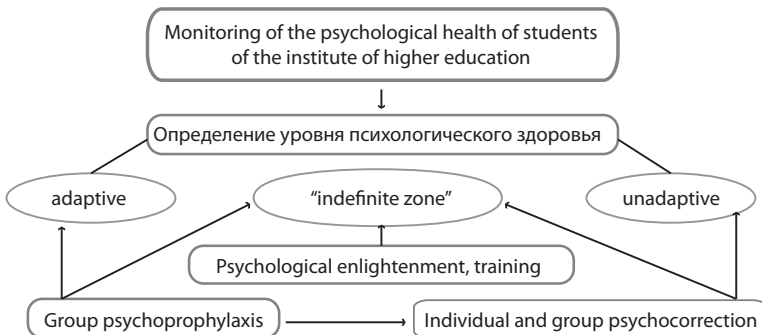 Monitoring of the psychological health of students
of the institute of higher education
Определение уровня психологического здоровья
adaptive
“indefinite zone”
unadaptive
Psychological enlightenment, training
Group psychoprophylaxis
Individual and group psychocorrection